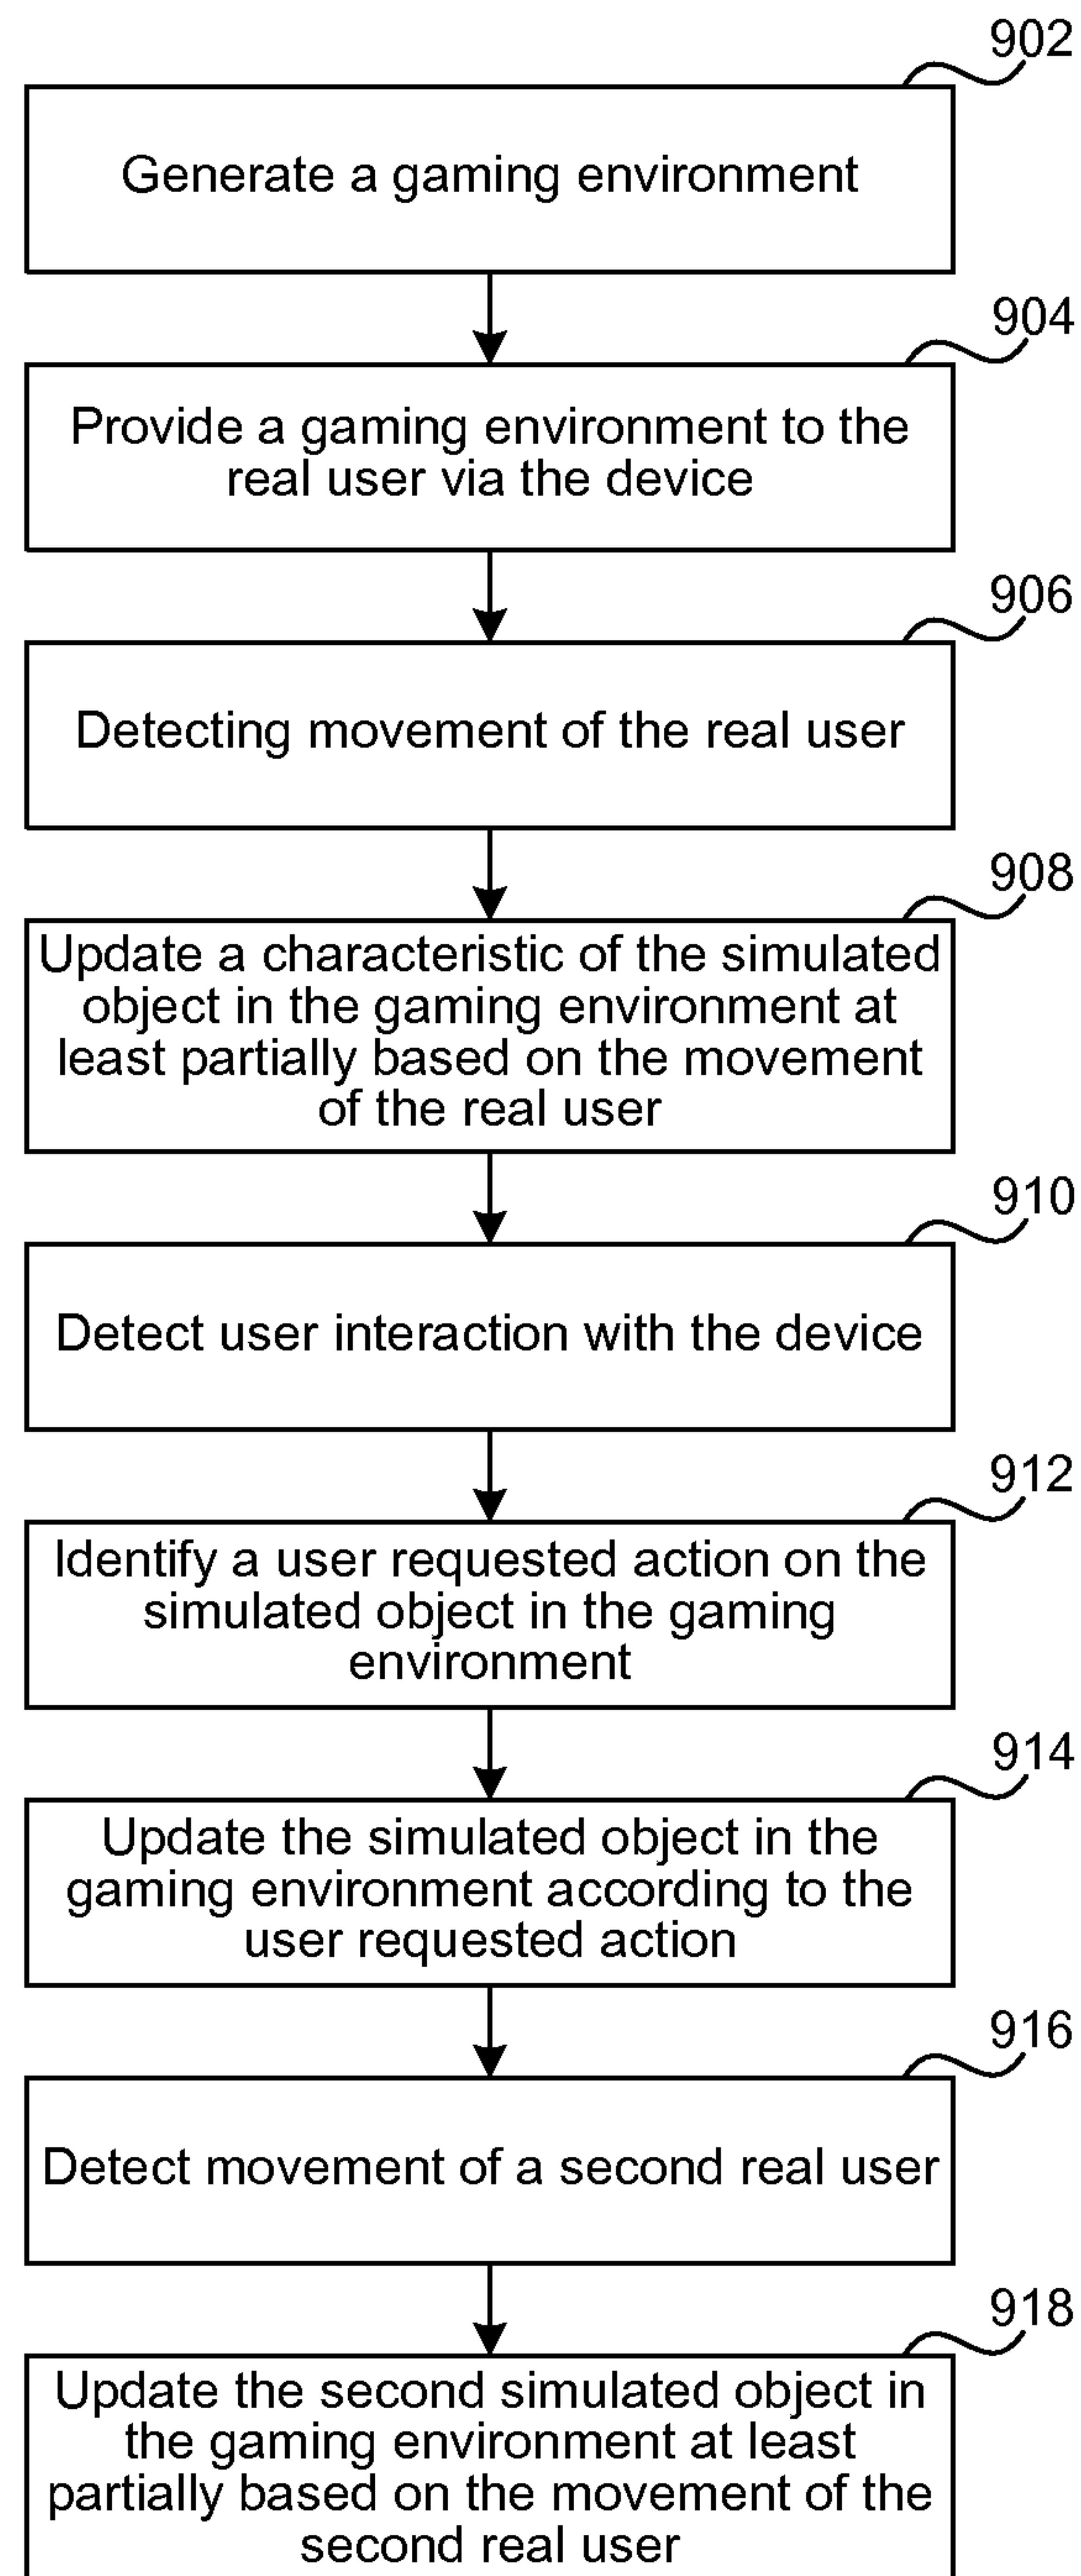 902
Generate a gaming environment
904
Provide a gaming environment to the
real user via the device
906
Detecting movement of the real user
908
Update a characteristic of the simulated
object in the gaming environment at
least partially based on the movement
of the real user
910
Detect user interaction with the device
912
Identify a user requested action on the
simulated object in the gaming
environment
914
Update the simulated object in the
gaming environment according to the
user requested action
916
Detect movement of a second real user
918
Update the second simulated object in
the gaming environment at least
partially based on the movement of the
second real user